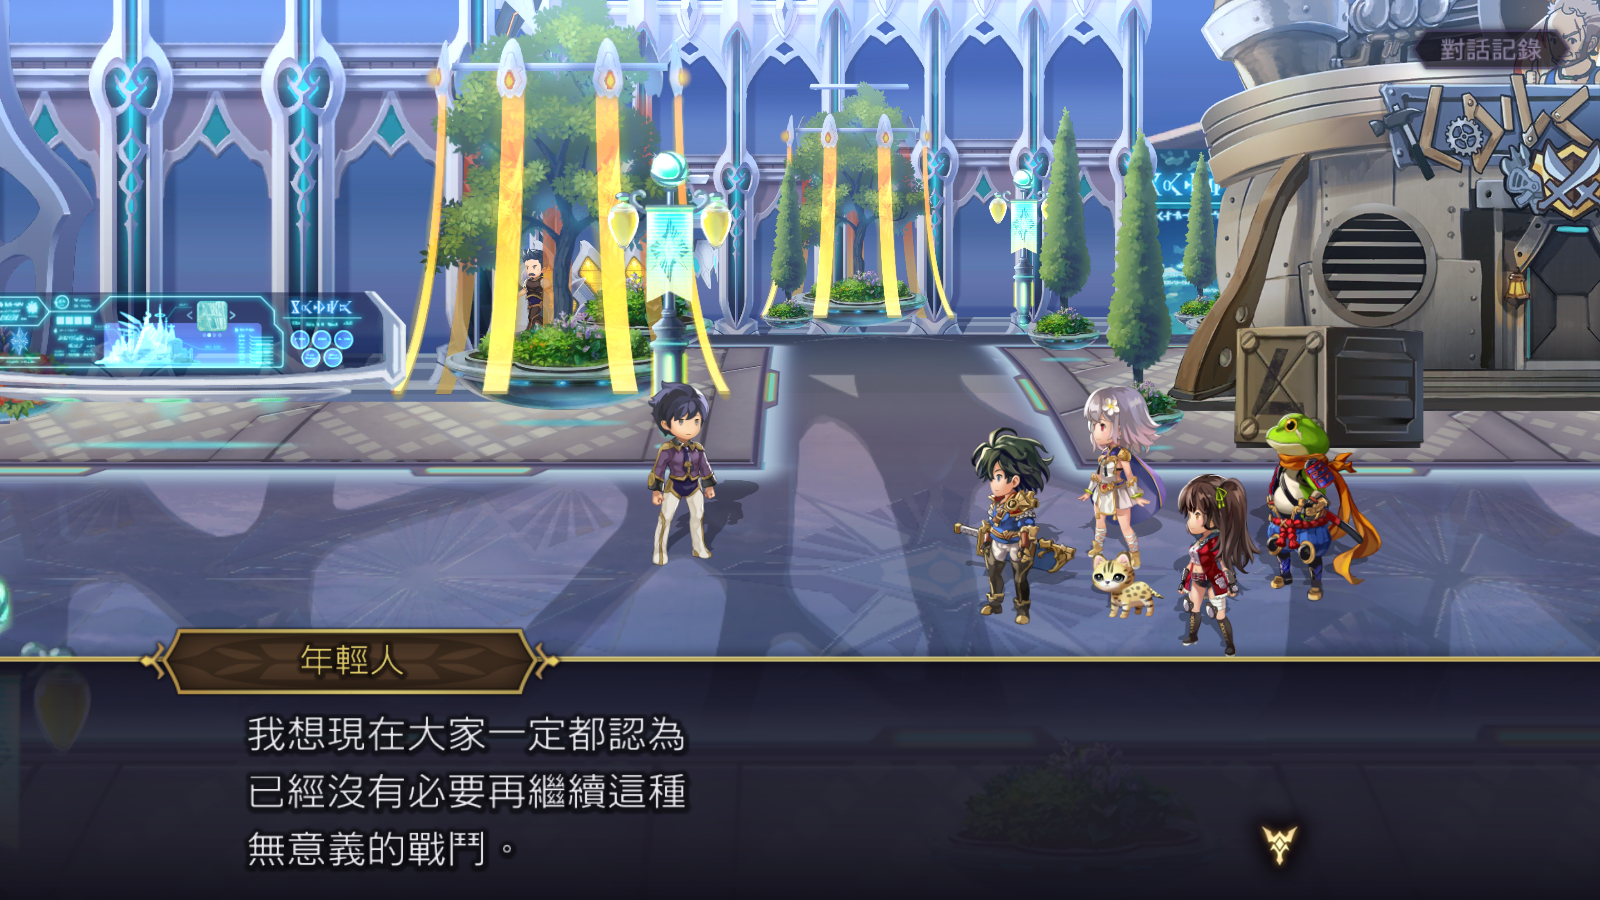 對話記錄
年輕人
我想現在大家一定都認為
已經沒有必要再繼續這種
無意義的戰鬥。